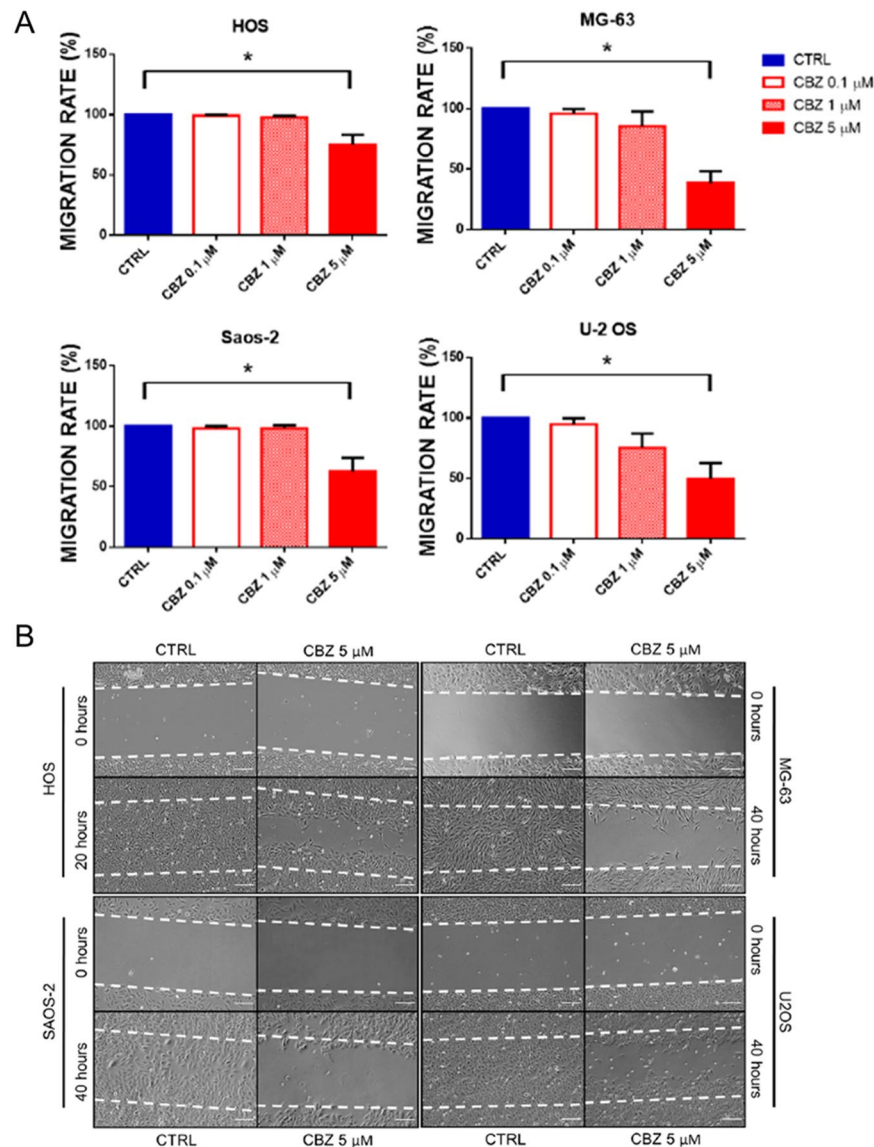 A
HOS
MIGRATION RATE (%)
150
100
50
0
*
CTRL
CBZ 0.1 μM
CBZ 1 μM
CBZ 5 μM
MG-63
MIGRATION RATE (%)
150
100
50
0
*
CTRL
CBZ 0.1 μM
CBZ 1 μM
CBZ 5 μM
CTRL
CBZ 0.1 μM
CBZ 1 μM
CBZ 5 μM
Saos-2
MIGRATION RATE (%)
150
100
50
0
*
CTRL
CBZ 0.1 μM
CBZ 1 μM
CBZ 5 μM
U-2 OS
MIGRATION RATE (%)
150
100
50
0
*
CTRL
CBZ 0.1 μM
CBZ 1 μM
CBZ 5 μM
B
CTRL
CBZ 5 μM
CTRL
CBZ 5 μM
HOS
0 hours
20 hours
0 hours
40 hours
MG-63
SAOS-2
0 hours
40 hours
0 hours
40 hours
U2OS
CTRL
CBZ 5 μM
CTRL
CBZ 5 μM